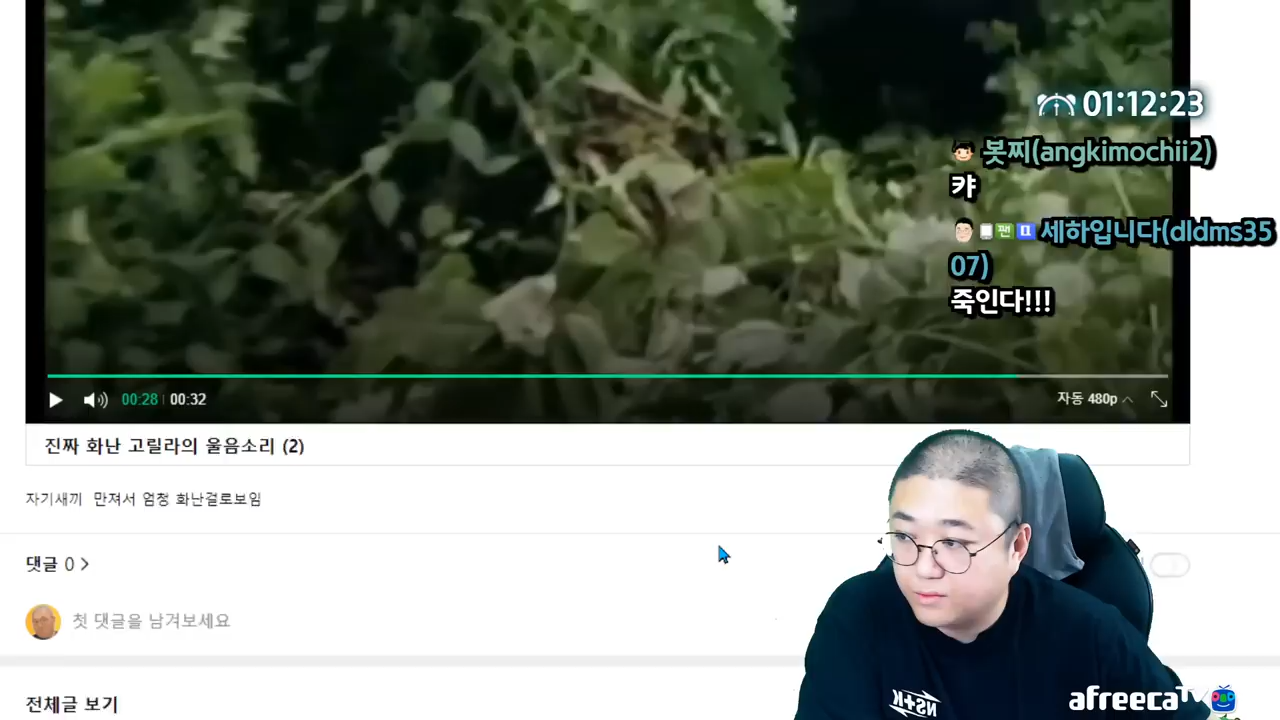 01:12:23
봇찌(angkimochii2)
캬
팬
세하입니다(dldms35
07)
죽인다!!!
00:28 00:32
자동 480p
진짜 화난 고릴라의 울음소리 (2)
자기새끼 만져서 엄청 화난걸로보임
댓글 0
첫 댓글을 남겨보세요
NS+K
전체글 보기
afreecaTV